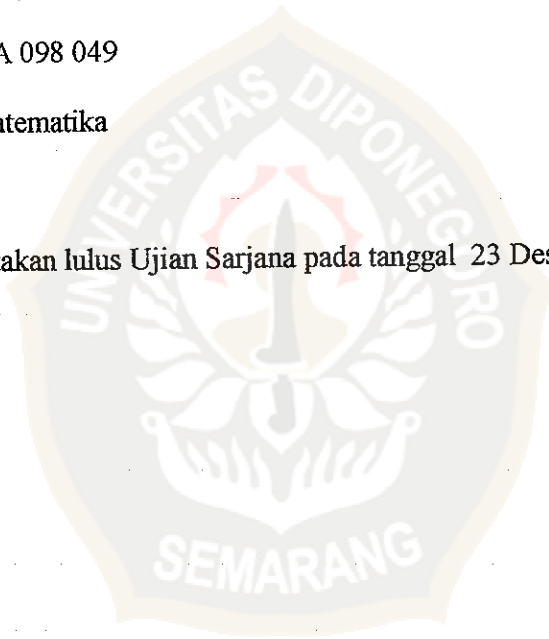 A 098 049
atematika
akan lulus Ujian Sarjana pada tanggal 23 Des
UNIVERSITAS DIPONEGORO
SEMARANG